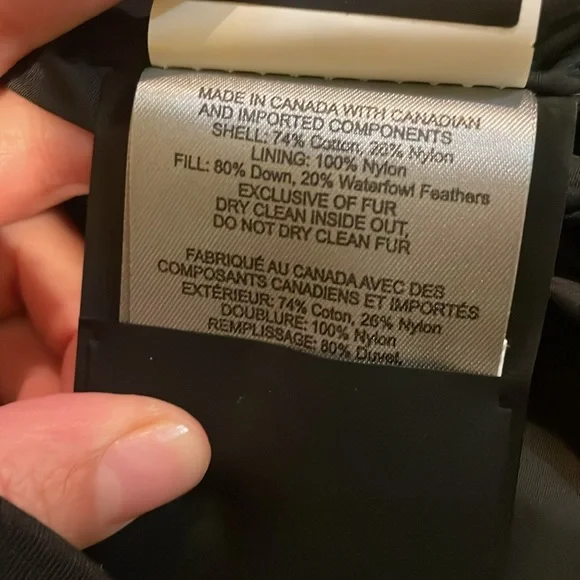 MADE IN CANADA WITH CANADIAN
AND IMPORTED COMPONENTS
SHELL: 74% Cotton, 26% Nylon
LINING: 100% Nylon
FILL: 80% Down, 20% Waterfowl Feathers
EXCLUSIVE OF FUR
DRY CLEAN INSIDE OUT,
DO NOT DRY CLEAN FUR
FABRIQUÉ AU CANADA AVEC DES
COMPOSANTS CANADIENS ET IMPORTÉS
EXTÉRIEUR: 74% Coton, 26% Nylon
DOUBLURE: 100% Nylon
REMPLISSAGE: 80% Duvet,